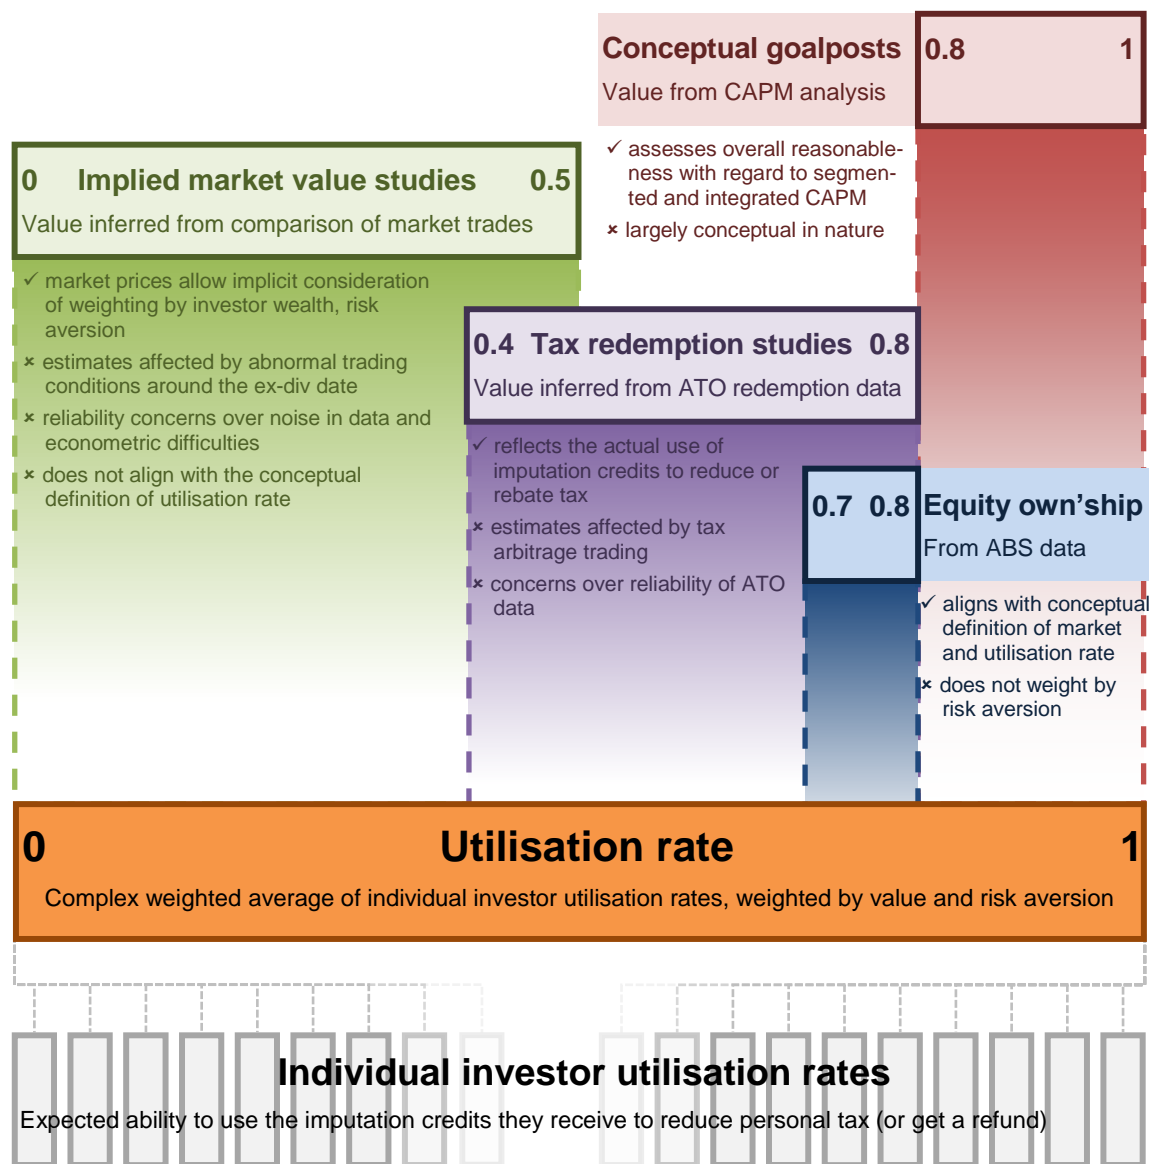 Conceptual goalposts 0.8 1
Value from CAPM analysis
✓ assesses overall reasonable-
ness with regard to segmen-
ted and integrated CAPM
× largely conceptual in nature
0 Implied market value studies 0.5
Value inferred from comparison of market trades
✓ market prices allow implicit consideration
of weighting by investor wealth, risk
aversion
× estimates affected by abnormal trading
conditions around the ex-div date
× reliability concerns over noise in data and
econometric difficulties
× does not align with the conceptual
definition of utilisation rate
0.4 Tax redemption studies 0.8
Value inferred from ATO redemption data
✓ reflects the actual use of
imputation credits to reduce or
rebate tax
× estimates affected by tax
arbitrage trading
× concerns over reliability of ATO
data
0.7 0.8 Equity own’ship
From ABS data
✓ aligns with conceptual
definition of market
and utilisation rate
× does not weight by
risk aversion
0 Utilisation rate 1
Complex weighted average of individual investor utilisation rates, weighted by value and risk aversion
Individual investor utilisation rates
Expected ability to use the imputation credits they receive to reduce personal tax (or get a refund)